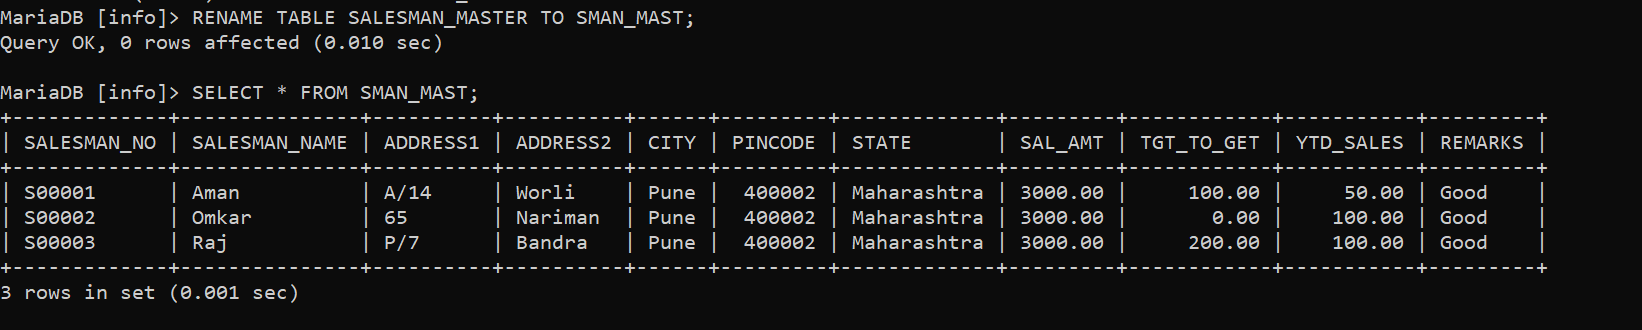 MariaDB [info]> RENAME TABLE SALESMAN_MASTER TO SMAN_MAST;
Query OK, 0 rows affected (0.010 sec)

MariaDB [info]> SELECT * FROM SMAN_MAST;
+-------------+---------------+----------+----------+------+---------+-------------+---------+------------+-----------+---------+
| SALESMAN_NO | SALESMAN_NAME | ADDRESS1 | ADDRESS2 | CITY | PINCODE | STATE       | SAL_AMT | TGT_TO_GET | YTD_SALES | REMARKS |
+-------------+---------------+----------+----------+------+---------+-------------+---------+------------+-----------+---------+
| S00001      | Aman          | A/14     | Worli    | Pune |  400002 | Maharashtra | 3000.00 |     100.00 |     50.00 | Good    |
| S00002      | Omkar         | 65       | Nariman  | Pune |  400002 | Maharashtra | 3000.00 |       0.00 |    100.00 | Good    |
| S00003      | Raj           | P/7      | Bandra   | Pune |  400002 | Maharashtra | 3000.00 |     200.00 |    100.00 | Good    |
+-------------+---------------+----------+----------+------+---------+-------------+---------+------------+-----------+---------+
3 rows in set (0.001 sec)